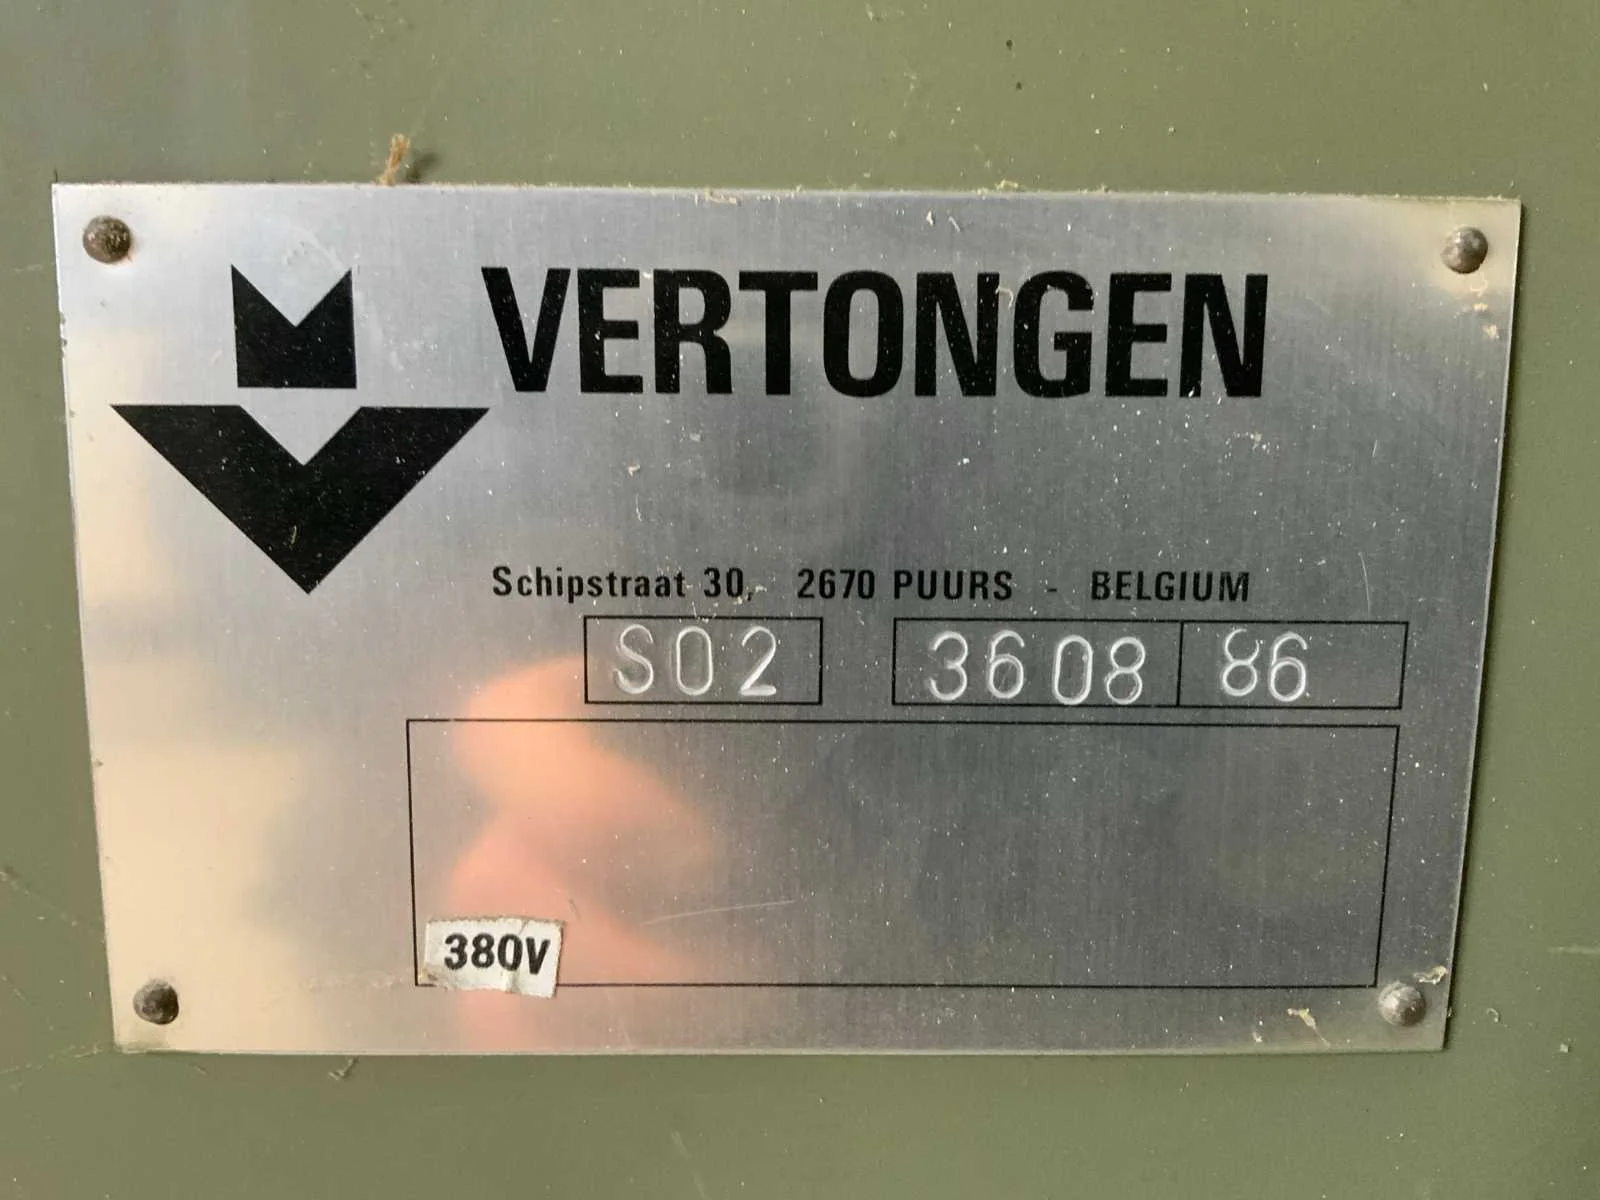 VERTONGEN
Schipstraat 30,- 2670 PUURS - BELGIUM
S02 3608 86
380V